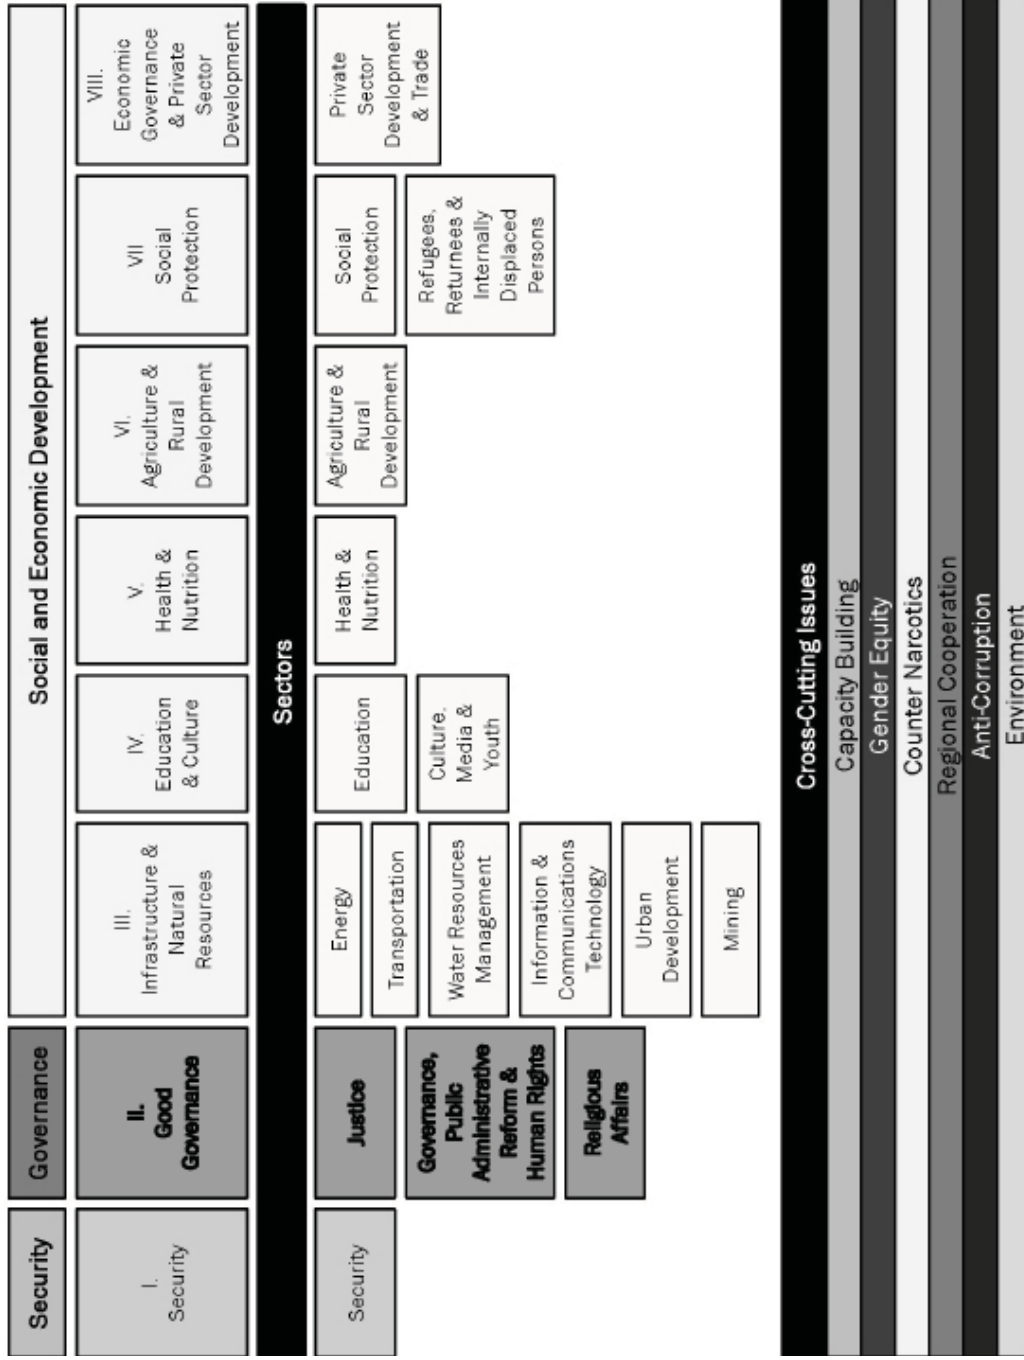 Security
Governance
Social and Economic Development
I.
Security
II.
Good
Governance
III.
Infrastructure &
Natural
Resources
IV.
Education
& Culture
V.
Health &
Nutrition
VI.
Agriculture &
Rural
Development
VII
Social
Protection
VIII.
Economic
Governance
& Private
Sector
Development
Sectors
Security
Justice
Governance,
Public
Administrative
Reform &
Human Rights
Religious
Affairs
Energy
Transportation
Water Resources
Management
Information &
Communications
Technology
Urban
Development
Mining
Education
Culture.
Media &
Youth
Health &
Nutrition
Agriculture &
Rural
Development
Social
Protection
Refugees,
Returnees &
Internally
Displaced
Persons
Private
Sector
Development
& Trade
Cross-Cutting Issues
Capacity Building
Gender Equity
Counter Narcotics
Regional Cooperation
Anti-Corruption
Environment